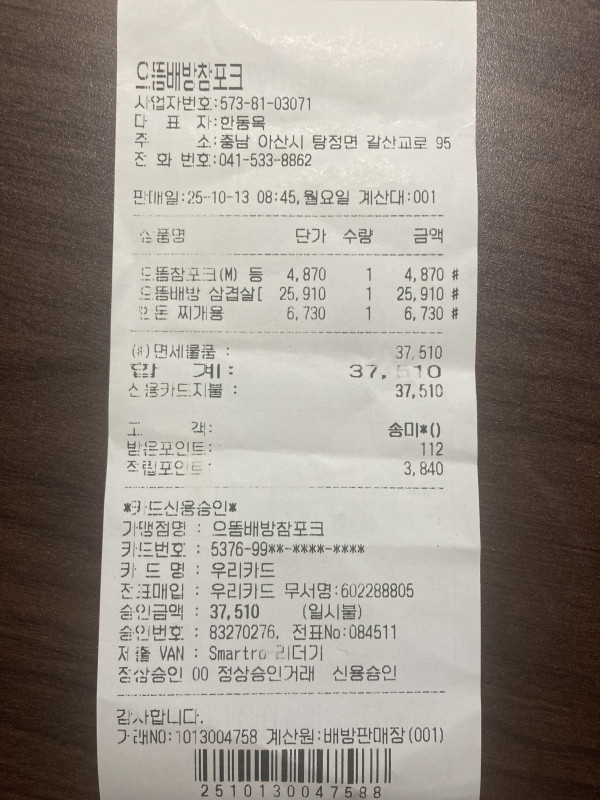 으뜸배방참포크
사업자번호:573-81-03071
대 표 자:한동목
주 소:충남 아산시 탕정면 갈산교로 95
전 화 번호:041-533-8862
판매일:25-10-13 08:45,월요일 계산대:001
상품명 단가 수량 금액
으뜸참포크(M) 등 4,870 1 4,870 #
으뜸배방 삼겹살[ 25,910 1 25,910 #
한돈 찌개용 6,730 1 6,730 #
(#)면세물품 : 37,510
합 계: 37,510
신용카드지불 : 37,510
고 객: 송미*()
받은포인트: 112
적립포인트: 3,840
*카드신용승인*
가맹점명 : 으뜸배방참포크
카드번호 : 5376-99**-****-****
카 드 명 : 우리카드
전표매입 : 우리카드 무서명:602288805
승인금액 : 37,510 (일시불)
승인번호 : 83270276, 전표No:084511
제출 VAN : Smartro 리더기
정상승인 00 정상승인거래 신용승인
감사합니다.
거래NO:1013004758 계산원:배방판매장(001)
2510130047588